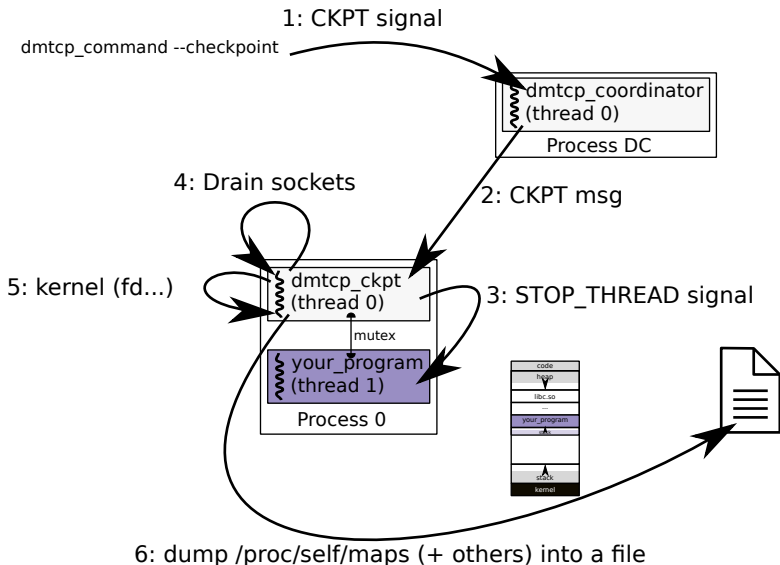 1: CKPT signal
dmtcp_command --checkpoint
dmtcp_coordinator
(thread 0)
Process DC
4: Drain sockets
2: CKPT msg
5: kernel (fd...)
dmtcp_ckpt
(thread 0)
3: STOP_THREAD signal
mutex
your_program
(thread 1)
Process 0
code
heap
libc.so
...
your_program
stack
kernel
6: dump /proc/self/maps (+ others) into a file